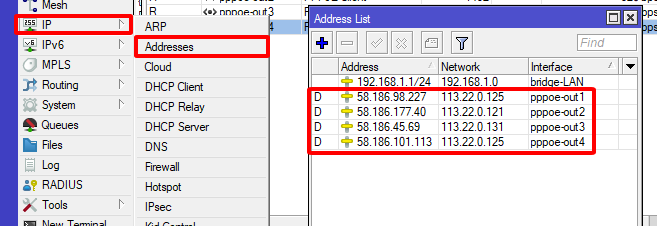 Mesh
IP
IPv6
MPLS
Routing
System
Queues
Files
Log
RADIUS
Tools
New Terminal
ARP
Addresses
Cloud
DHCP Client
DHCP Relay
DHCP Server
DNS
Firewall
Hotspot
IPsec
Kid Control
pppoe-out3
Address List
Find
Address Network Interface
192.168.1.1/24 192.168.1.0 bridge-LAN
D 58.186.98.227 113.22.0.125 pppoe-out1
D 58.186.177.40 113.22.0.121 pppoe-out2
D 58.186.45.69 113.22.0.131 pppoe-out3
D 58.186.101.113 113.22.0.125 pppoe-out4